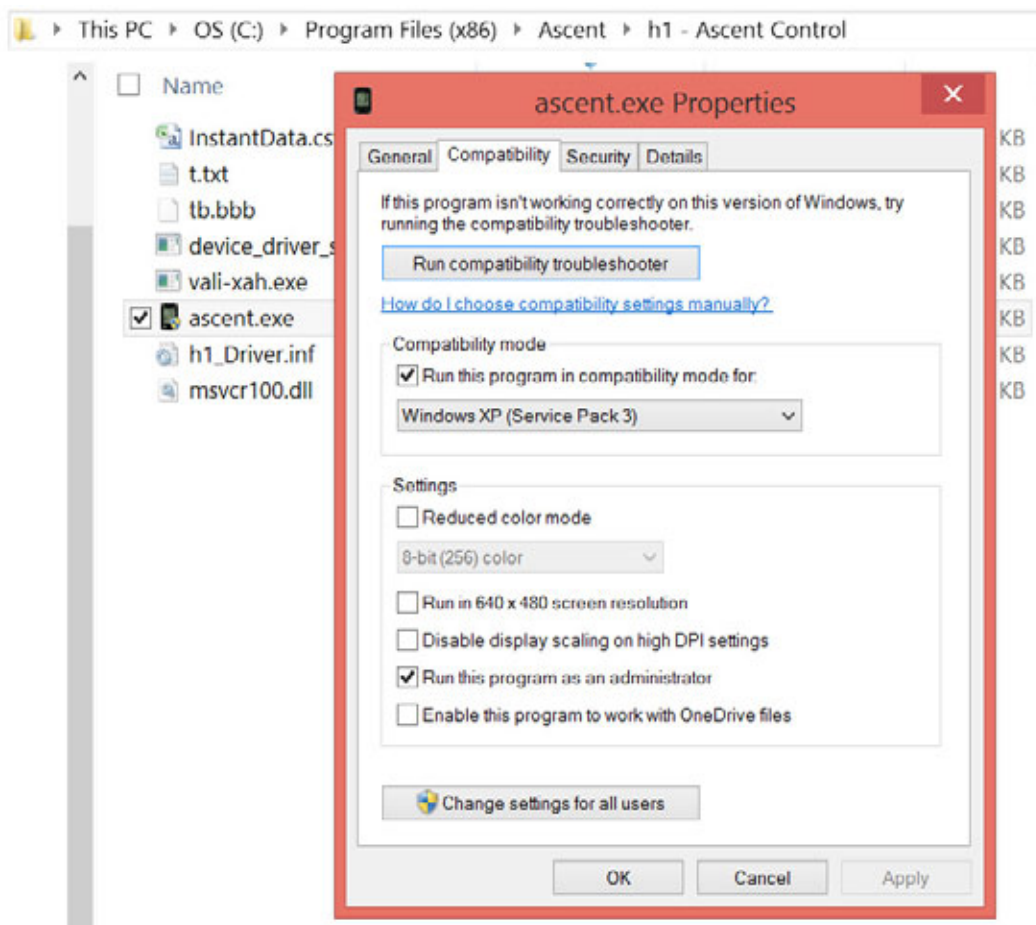 This PC OS (C:) Program Files (x86) Ascent h1 - Ascent Control
Name
InstantData.cs
t.txt
tb.bbb
device_driver_s
vali-xah.exe
ascent.exe
h1_Driver.inf
msvcr100.dll
ascent.exe Properties
General Compatibility Security Details
If this program isn't working correctly on this version of Windows, try
running the compatibility troubleshooter.
Run compatibility troubleshooter
How do I choose compatibility settings manually?
Compatibility mode
Run this program in compatibility mode for:
Windows XP (Service Pack 3)
Settings
Reduced color mode
8-bit (256) color
Run in 640 x 480 screen resolution
Disable display scaling on high DPI settings
Run this program as an administrator
Enable this program to work with OneDrive files
Change settings for all users
OK Cancel Apply
KB
KB
KB
KB
KB
KB
KB
KB